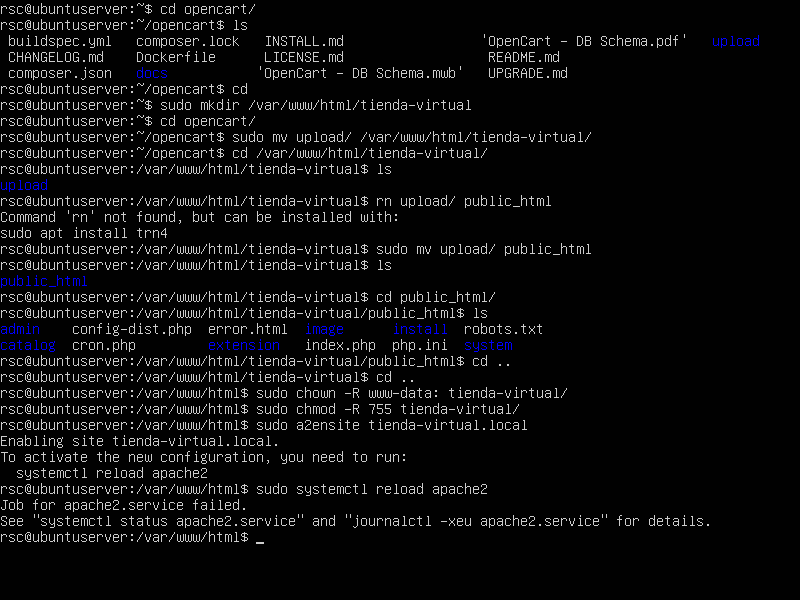 rsc@ubuntuserver:~$ cd opencart/
rsc@ubuntuserver:~/opencart$ ls
 buildspec.yml   composer.lock   INSTALL.md                 'OpenCart - DB Schema.pdf'   upload
 CHANGELOG.md    Dockerfile      LICENSE.md                  README.md
 composer.json   docs           'OpenCart - DB Schema.mwb'   UPGRADE.md
rsc@ubuntuserver:~/opencart$ cd
rsc@ubuntuserver:~$ sudo mkdir /var/www/html/tienda-virtual
rsc@ubuntuserver:~$ cd opencart/
rsc@ubuntuserver:~/opencart$ sudo mv upload/ /var/www/html/tienda-virtual/
rsc@ubuntuserver:~/opencart$ cd /var/www/html/tienda-virtual/
rsc@ubuntuserver:/var/www/html/tienda-virtual$ ls
upload
rsc@ubuntuserver:/var/www/html/tienda-virtual$ rn upload/ public_html
Command 'rn' not found, but can be installed with:
sudo apt install trn4
rsc@ubuntuserver:/var/www/html/tienda-virtual$ sudo mv upload/ public_html
rsc@ubuntuserver:/var/www/html/tienda-virtual$ ls
public_html
rsc@ubuntuserver:/var/www/html/tienda-virtual$ cd public_html/
rsc@ubuntuserver:/var/www/html/tienda-virtual/public_html$ ls
admin    config-dist.php  error.html  image      install  robots.txt
catalog  cron.php         extension   index.php  php.ini  system
rsc@ubuntuserver:/var/www/html/tienda-virtual/public_html$ cd ..
rsc@ubuntuserver:/var/www/html/tienda-virtual$ cd ..
rsc@ubuntuserver:/var/www/html$ sudo chown -R www-data: tienda-virtual/
rsc@ubuntuserver:/var/www/html$ sudo chmod -R 755 tienda-virtual/
rsc@ubuntuserver:/var/www/html$ sudo a2ensite tienda-virtual.local
Enabling site tienda-virtual.local.
To activate the new configuration, you need to run:
  systemctl reload apache2
rsc@ubuntuserver:/var/www/html$ sudo systemctl reload apache2
Job for apache2.service failed.
See "systemctl status apache2.service" and "journalctl -xeu apache2.service" for details.
rsc@ubuntuserver:/var/www/html$ _